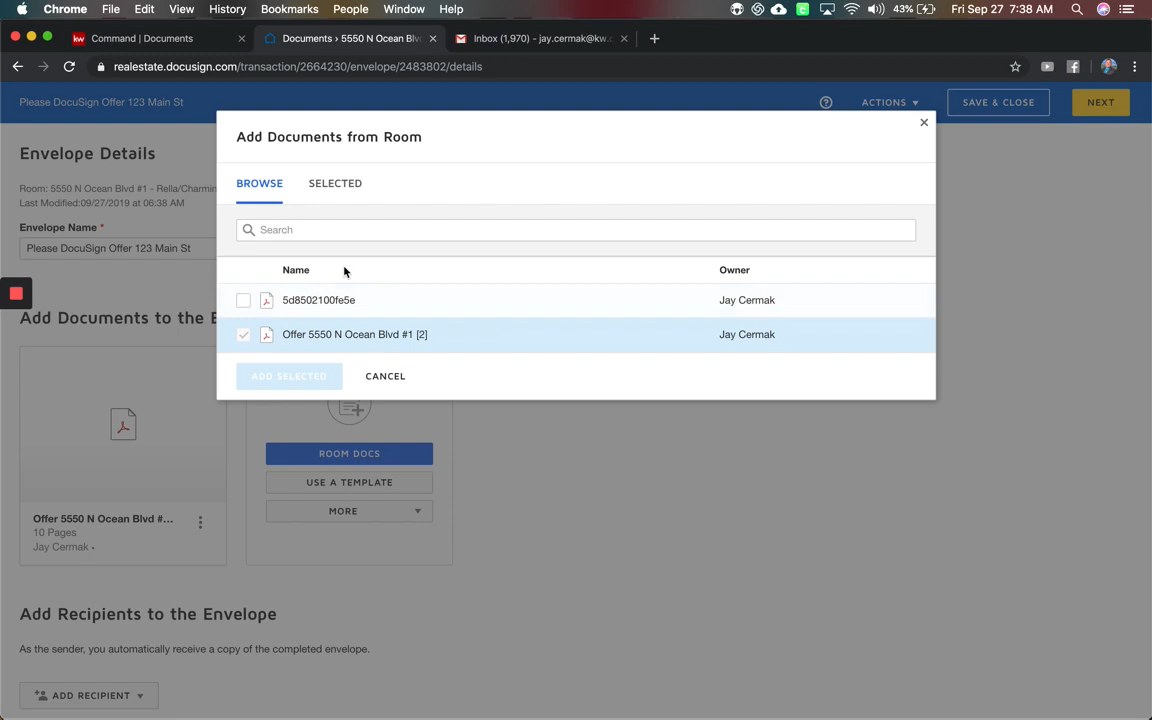 Chrome File Edit View History Bookmarks People Window Help 43% Fri Sep 27 7:38 AM
Command | Documents Documents › 5550 N Ocean Blv Inbox (1,970) - jay.cermak@kw.c
realestate.docusign.com/transaction/2664230/envelope/2483802/details
Please DocuSign Offer 123 Main St ACTIONS SAVE & CLOSE NEXT
Add Documents from Room
Envelope Details
BROWSE SELECTED
Room: 5550 N Ocean Blvd #1 - Rella/Charmin
Last Modified:09/27/2019 at 06:38 AM
Envelope Name *
Search
Please DocuSign Offer 123 Main St
Name Owner
5d8502100fe5e Jay Cermak
Add Documents to the E
Offer 5550 N Ocean Blvd #1 [2] Jay Cermak
ADD SELECTED CANCEL
ROOM DOCS
USE A TEMPLATE
MORE
Offer 5550 N Ocean Blvd #...
10 Pages
Jay Cermak •
Add Recipients to the Envelope
As the sender, you automatically receive a copy of the completed envelope.
ADD RECIPIENT